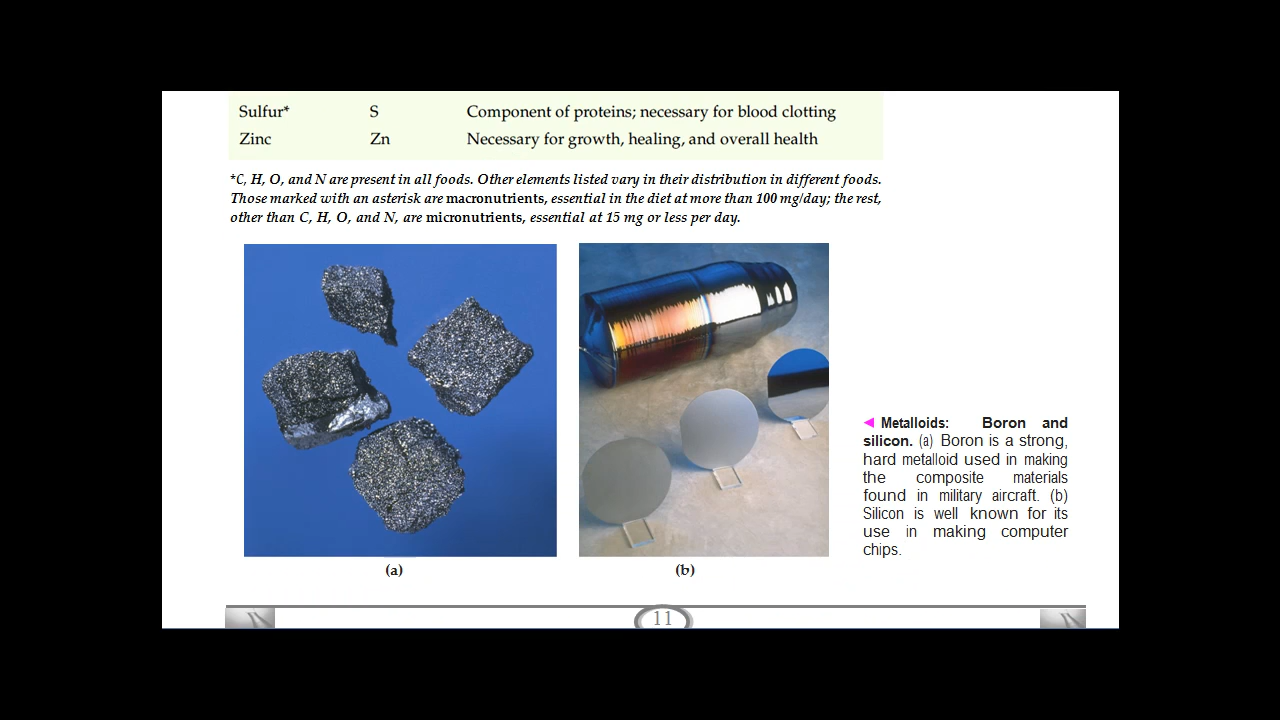 Sulfur* S Component of proteins; necessary for blood clotting
Zinc Zn Necessary for growth, healing, and overall health
*C, H, O, and N are present in all foods. Other elements listed vary in their distribution in different foods.
Those marked with an asterisk are macronutrients, essential in the diet at more than 100 mg/day; the rest,
other than C, H, O, and N, are micronutrients, essential at 15 mg or less per day.
(a)
(b)
◄ Metalloids: Boron and
silicon. (a) Boron is a strong,
hard metalloid used in making
the composite materials
found in military aircraft. (b)
Silicon is well known for its
use in making computer
chips.
11